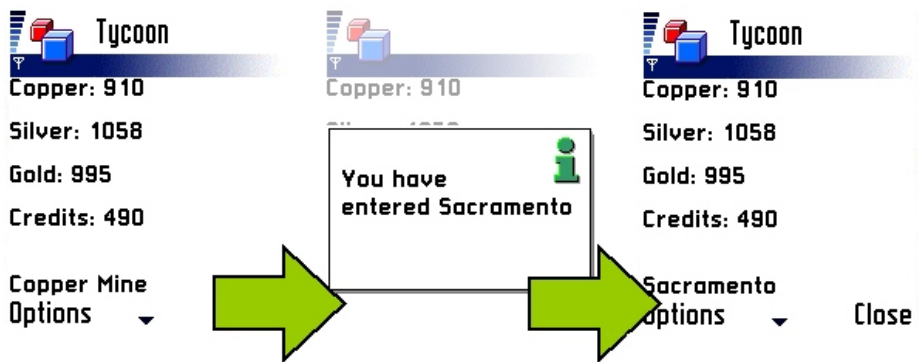 Tycoon
Copper: 910
Silver: 1058
Gold: 995
Credits: 490
Copper Mine
Options
Copper: 910
You have
entered Sacramento
Tycoon
Copper: 910
Silver: 1058
Gold: 995
Credits: 490
Sacramento
Options
Close